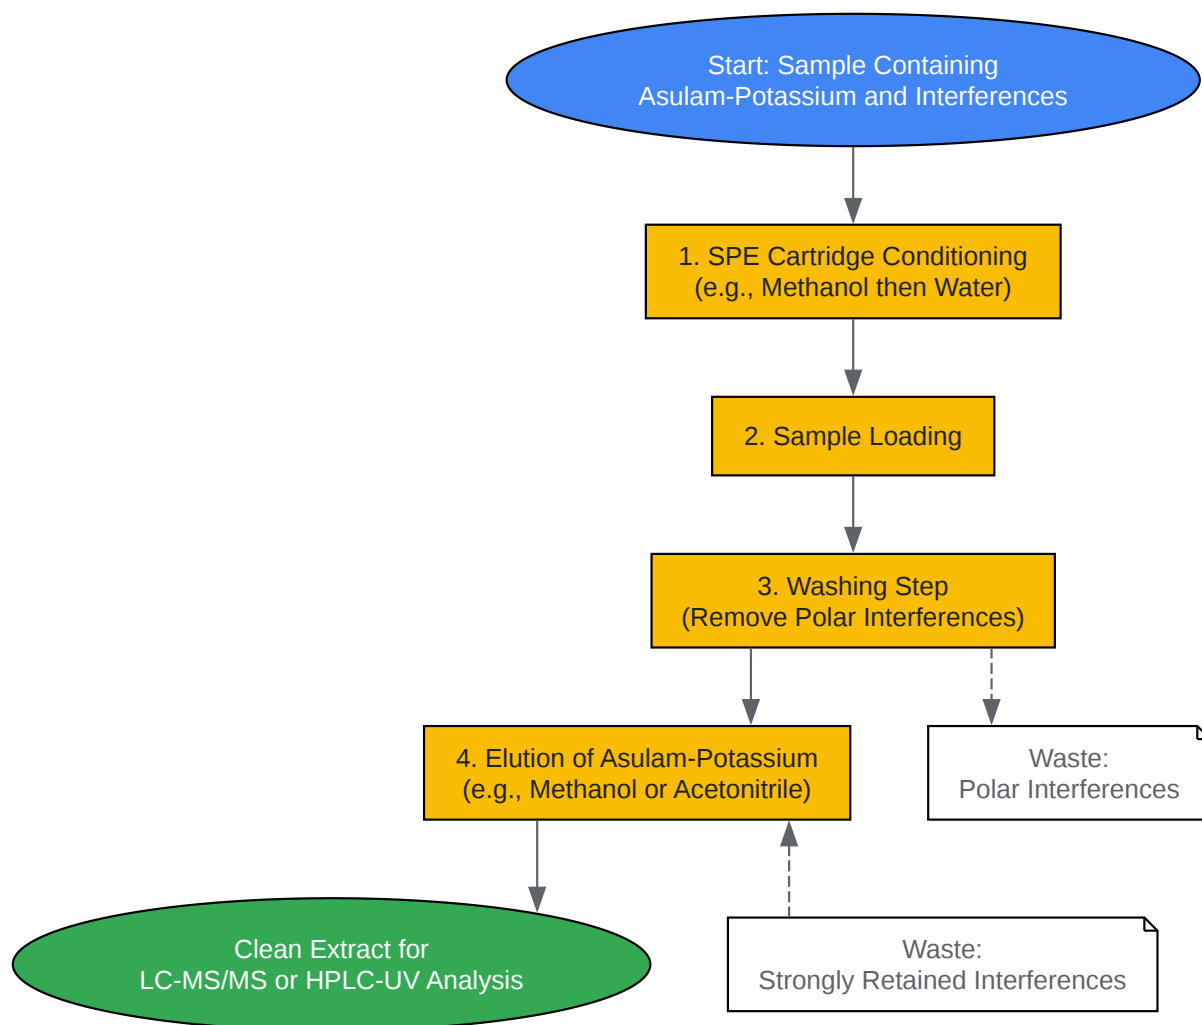 Start: Sample Containing
Asulam-Potassium and Interferences
1. SPE Cartridge Conditioning
(e.g., Methanol then Water)
2. Sample Loading
3. Washing Step
(Remove Polar Interferences)
4. Elution of Asulam-Potassium
(e.g., Methanol or Acetonitrile)
Waste:
Polar Interferences
Clean Extract for
LC-MS/MS or HPLC-UV Analysis
Waste:
Strongly Retained Interferences